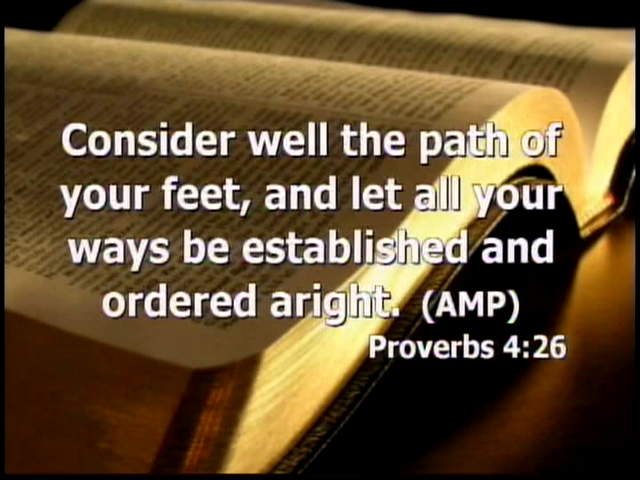 Consider well the path of
your feet, and let all your
ways be established and
ordered aright. (AMP)
Proverbs 4:26